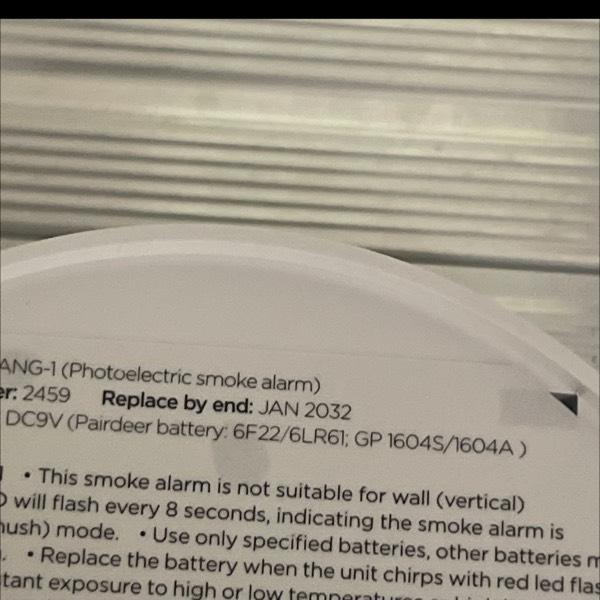 ANG-1 (Photoelectric smoke alarm)
er: 2459 Replace by end: JAN 2032
DC9V (Pairdeer battery: 6F22/6LR61; GP 1604S/1604A )
• This smoke alarm is not suitable for wall (vertical)
will flash every 8 seconds, indicating the smoke alarm is
hush) mode. • Use only specified batteries, other batteries m
• Replace the battery when the unit chirps with red led flas
tant exposure to high or low temperatures